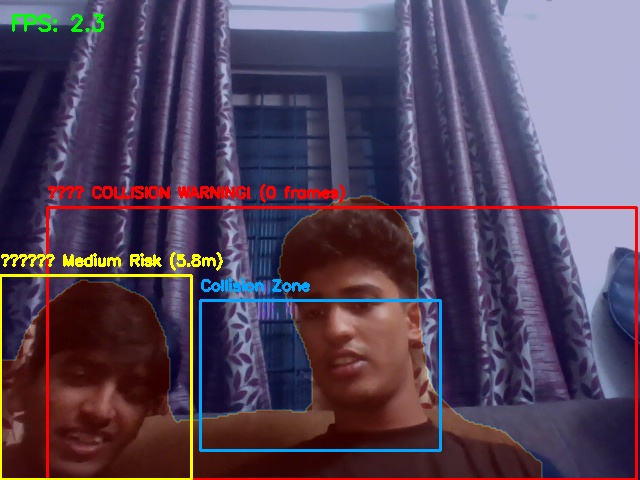 FPS: 2.3
???? COLLISION WARNING! (0 frames)
?????? Medium Risk (5.8m)
Collision Zone